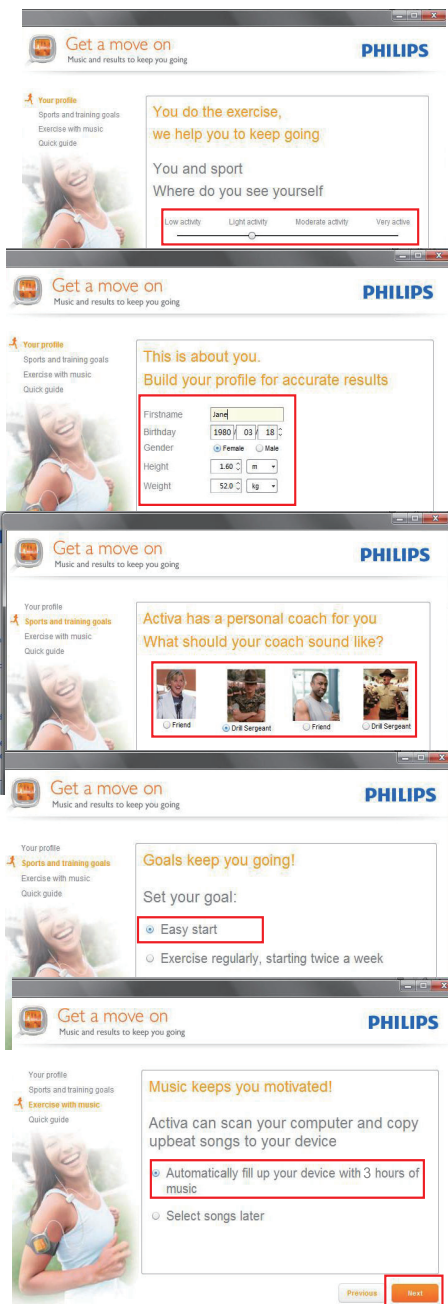 Get a move on
Music and results to keep you going
PHILIPS
Your profile
Sports and training goals
Exercise with music
Quick guide
You do the exercise,
we help you to keep going
You and sport
Where do you see yourself
Low activity Light activity Moderate activity Very active
Get a move on
Music and results to keep you going
PHILIPS
Your profile
Sports and training goals
Exercise with music
Quick guide
This is about you.
Build your profile for accurate results
Firstname Jane
Birthday 1980 / 03 / 18
Gender Female Male
Height 1.60 m
Weight 52.0 kg
Get a move on
Music and results to keep you going
PHILIPS
Your profile
Sports and training goals
Exercise with music
Quick guide
Activa has a personal coach for you
What should your coach sound like?
Friend Drill Sergeant Friend Drill Sergeant
Get a move on
Music and results to keep you going
PHILIPS
Your profile
Sports and training goals
Exercise with music
Quick guide
Goals keep you going!
Set your goal:
Easy start
Exercise regularly, starting twice a week
Get a move on
Music and results to keep you going
PHILIPS
Your profile
Sports and training goals
Exercise with music
Quick guide
Music keeps you motivated!
Activa can scan your computer and copy
upbeat songs to your device
Automatically fill up your device with 3 hours of
music
Select songs later
Previous Next